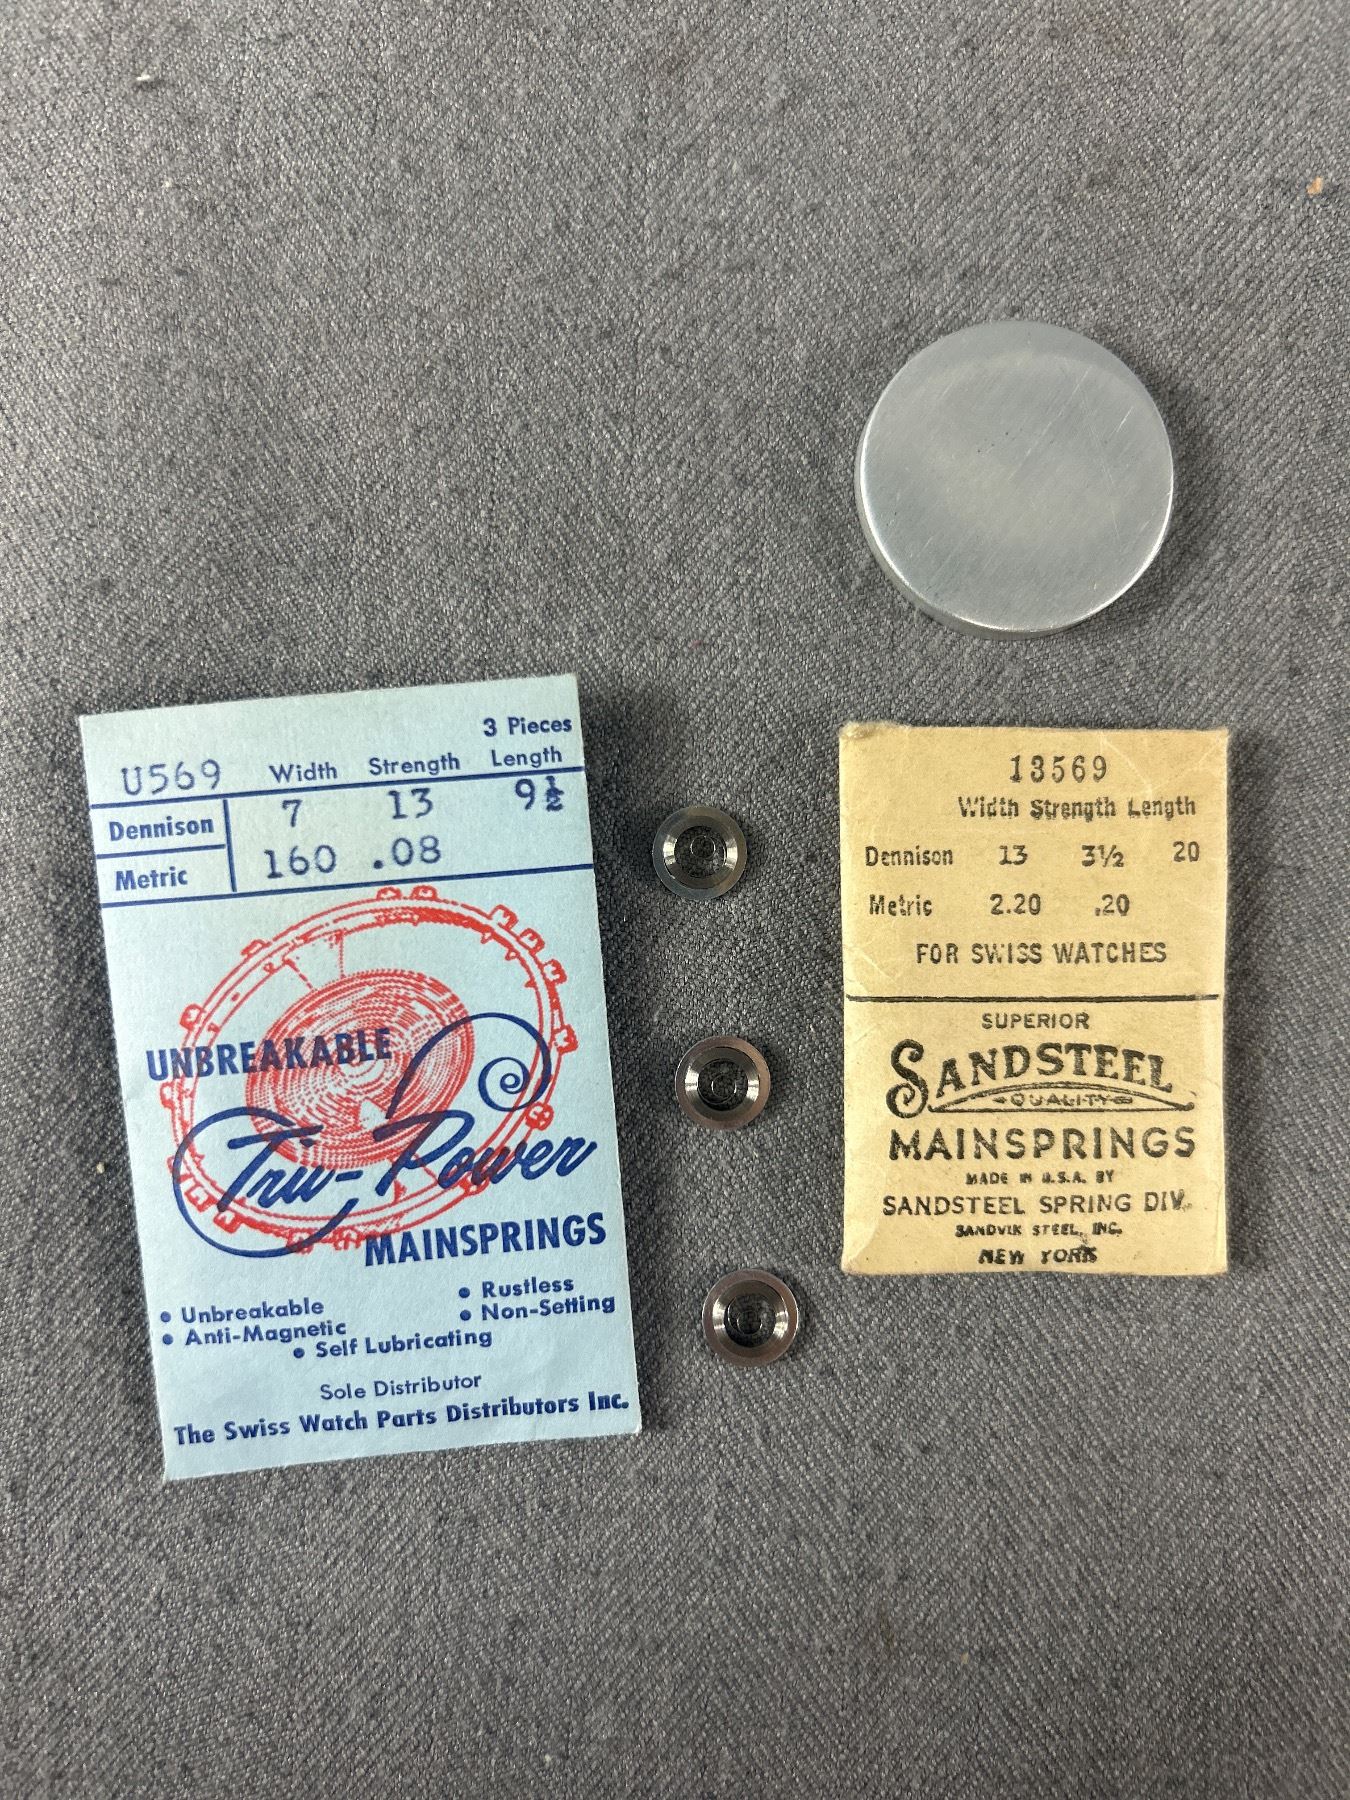 3 Pieces
U569 Width Strength Length
Dennison 7 13 9½
Metric 160 .08
UNBREAKABLE
Tru-Power
MAINSPRINGS
• Unbreakable • Rustless
• Anti-Magnetic • Non-Setting
• Self Lubricating
Sole Distributor
The Swiss Watch Parts Distributors Inc.
13569
Width Strength Length
Dennison 13 3½ 20
Metric 2.20 .20
FOR SWISS WATCHES
SUPERIOR
SANDSTEEL
QUALITY
MAINSPRINGS
MADE IN U.S.A. BY
SANDSTEEL SPRING DIV.
SANDVIK STEEL, INC.
NEW YORK